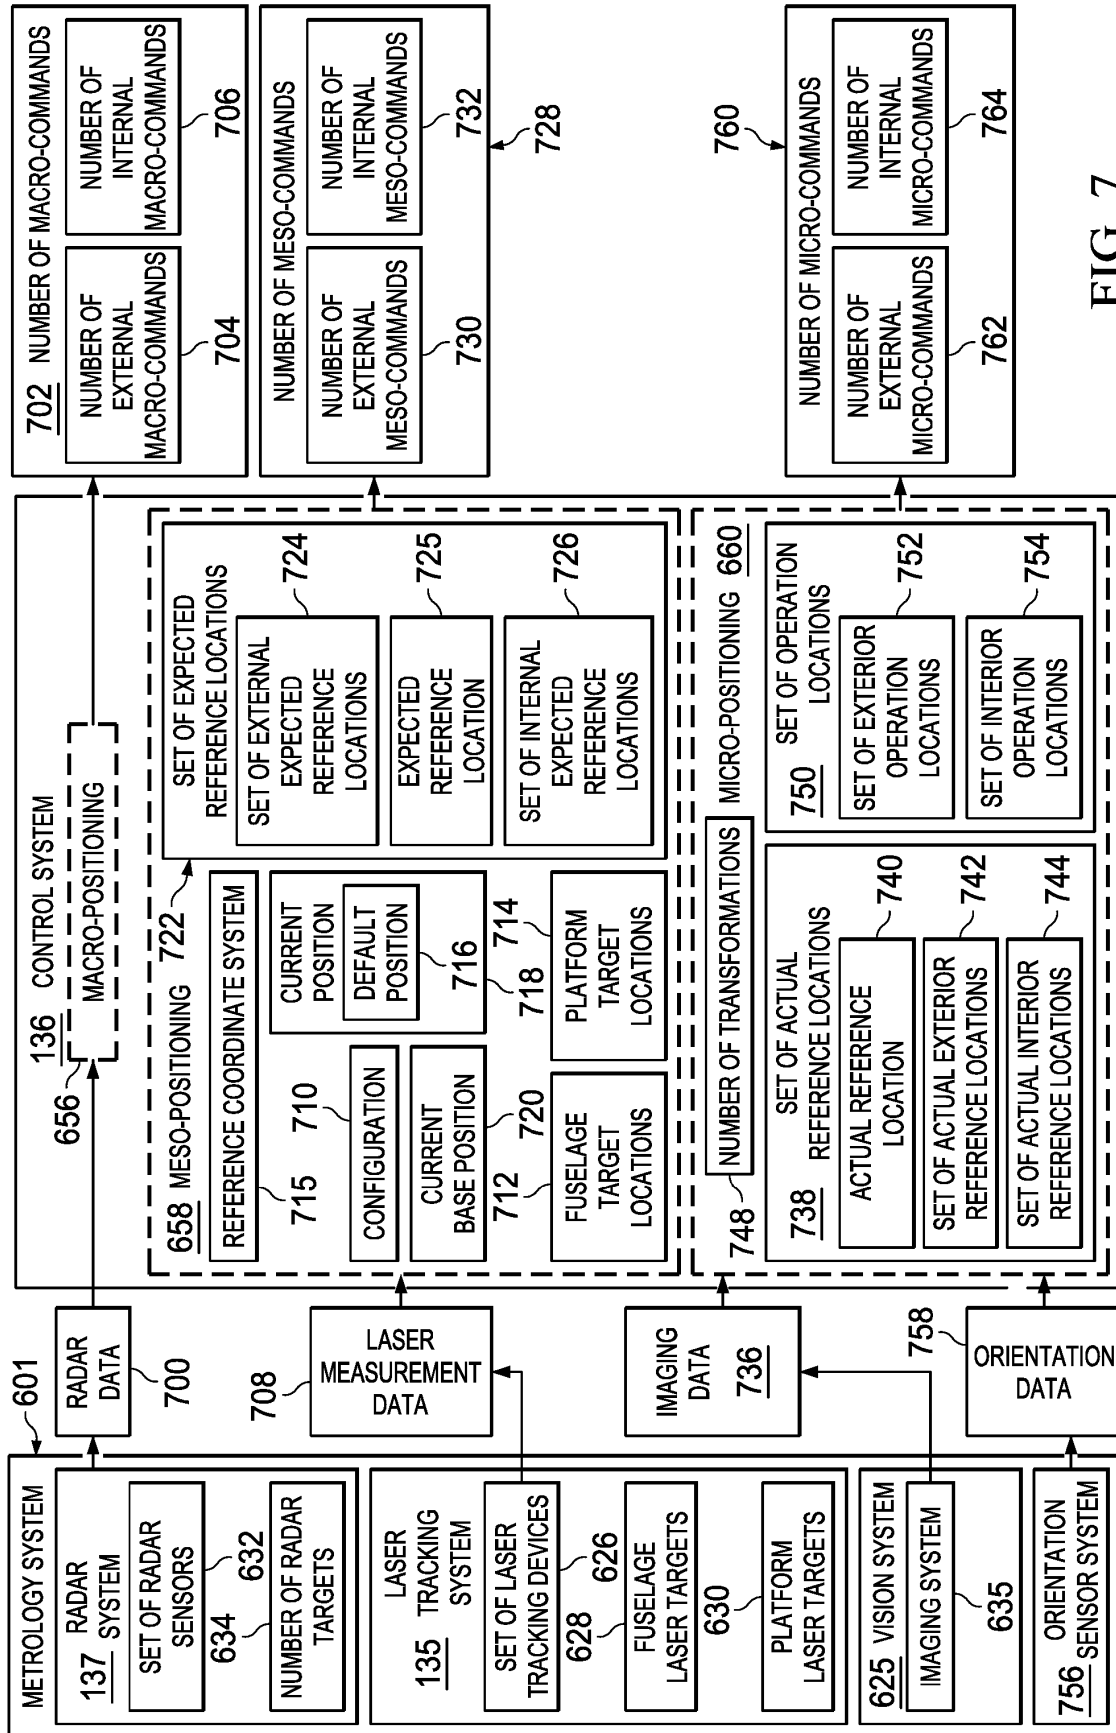 METROLOGY SYSTEM
601
RADAR
SYSTEM
137
SET OF RADAR
SENSORS
632
634
NUMBER OF RADAR
TARGETS
LASER
TRACKING
SYSTEM
135
SET OF LASER
TRACKING DEVICES
626
628
FUSELAGE
LASER TARGETS
630
PLATFORM
LASER TARGETS
625
VISION SYSTEM
IMAGING SYSTEM
635
ORIENTATION
SENSOR SYSTEM
756
RADAR
DATA
700
708
LASER
MEASUREMENT
DATA
IMAGING
DATA
736
758
ORIENTATION
DATA
136
CONTROL SYSTEM
656
MACRO-POSITIONING
658
MESO-POSITIONING
REFERENCE COORDINATE SYSTEM
715
710
CONFIGURATION
CURRENT
BASE POSITION
720
CURRENT
POSITION
DEFAULT
POSITION
716
718
712
FUSELAGE
TARGET
LOCATIONS
714
PLATFORM
TARGET
LOCATIONS
722
SET OF EXPECTED
REFERENCE LOCATIONS
SET OF EXTERNAL
EXPECTED
REFERENCE
LOCATIONS
724
EXPECTED
REFERENCE
LOCATION
725
SET OF INTERNAL
EXPECTED
REFERENCE
LOCATIONS
726
NUMBER OF TRANSFORMATIONS
748
MICRO-POSITIONING
660
SET OF ACTUAL
REFERENCE LOCATIONS
738
ACTUAL REFERENCE
LOCATION
740
SET OF ACTUAL EXTERIOR
REFERENCE LOCATIONS
742
SET OF ACTUAL INTERIOR
REFERENCE LOCATIONS
744
SET OF OPERATION
LOCATIONS
750
SET OF EXTERIOR
OPERATION
LOCATIONS
752
SET OF INTERIOR
OPERATION
LOCATIONS
754
702
NUMBER OF MACRO-COMMANDS
NUMBER OF
EXTERNAL
MACRO-COMMANDS
704
NUMBER OF
INTERNAL
MACRO-COMMANDS
706
NUMBER OF MESO-COMMANDS
NUMBER OF
EXTERNAL
MESO-COMMANDS
730
NUMBER OF
INTERNAL
MESO-COMMANDS
732
728
760
NUMBER OF MICRO-COMMANDS
NUMBER OF
EXTERNAL
MICRO-COMMANDS
762
NUMBER OF
INTERNAL
MICRO-COMMANDS
764
FIG. 7